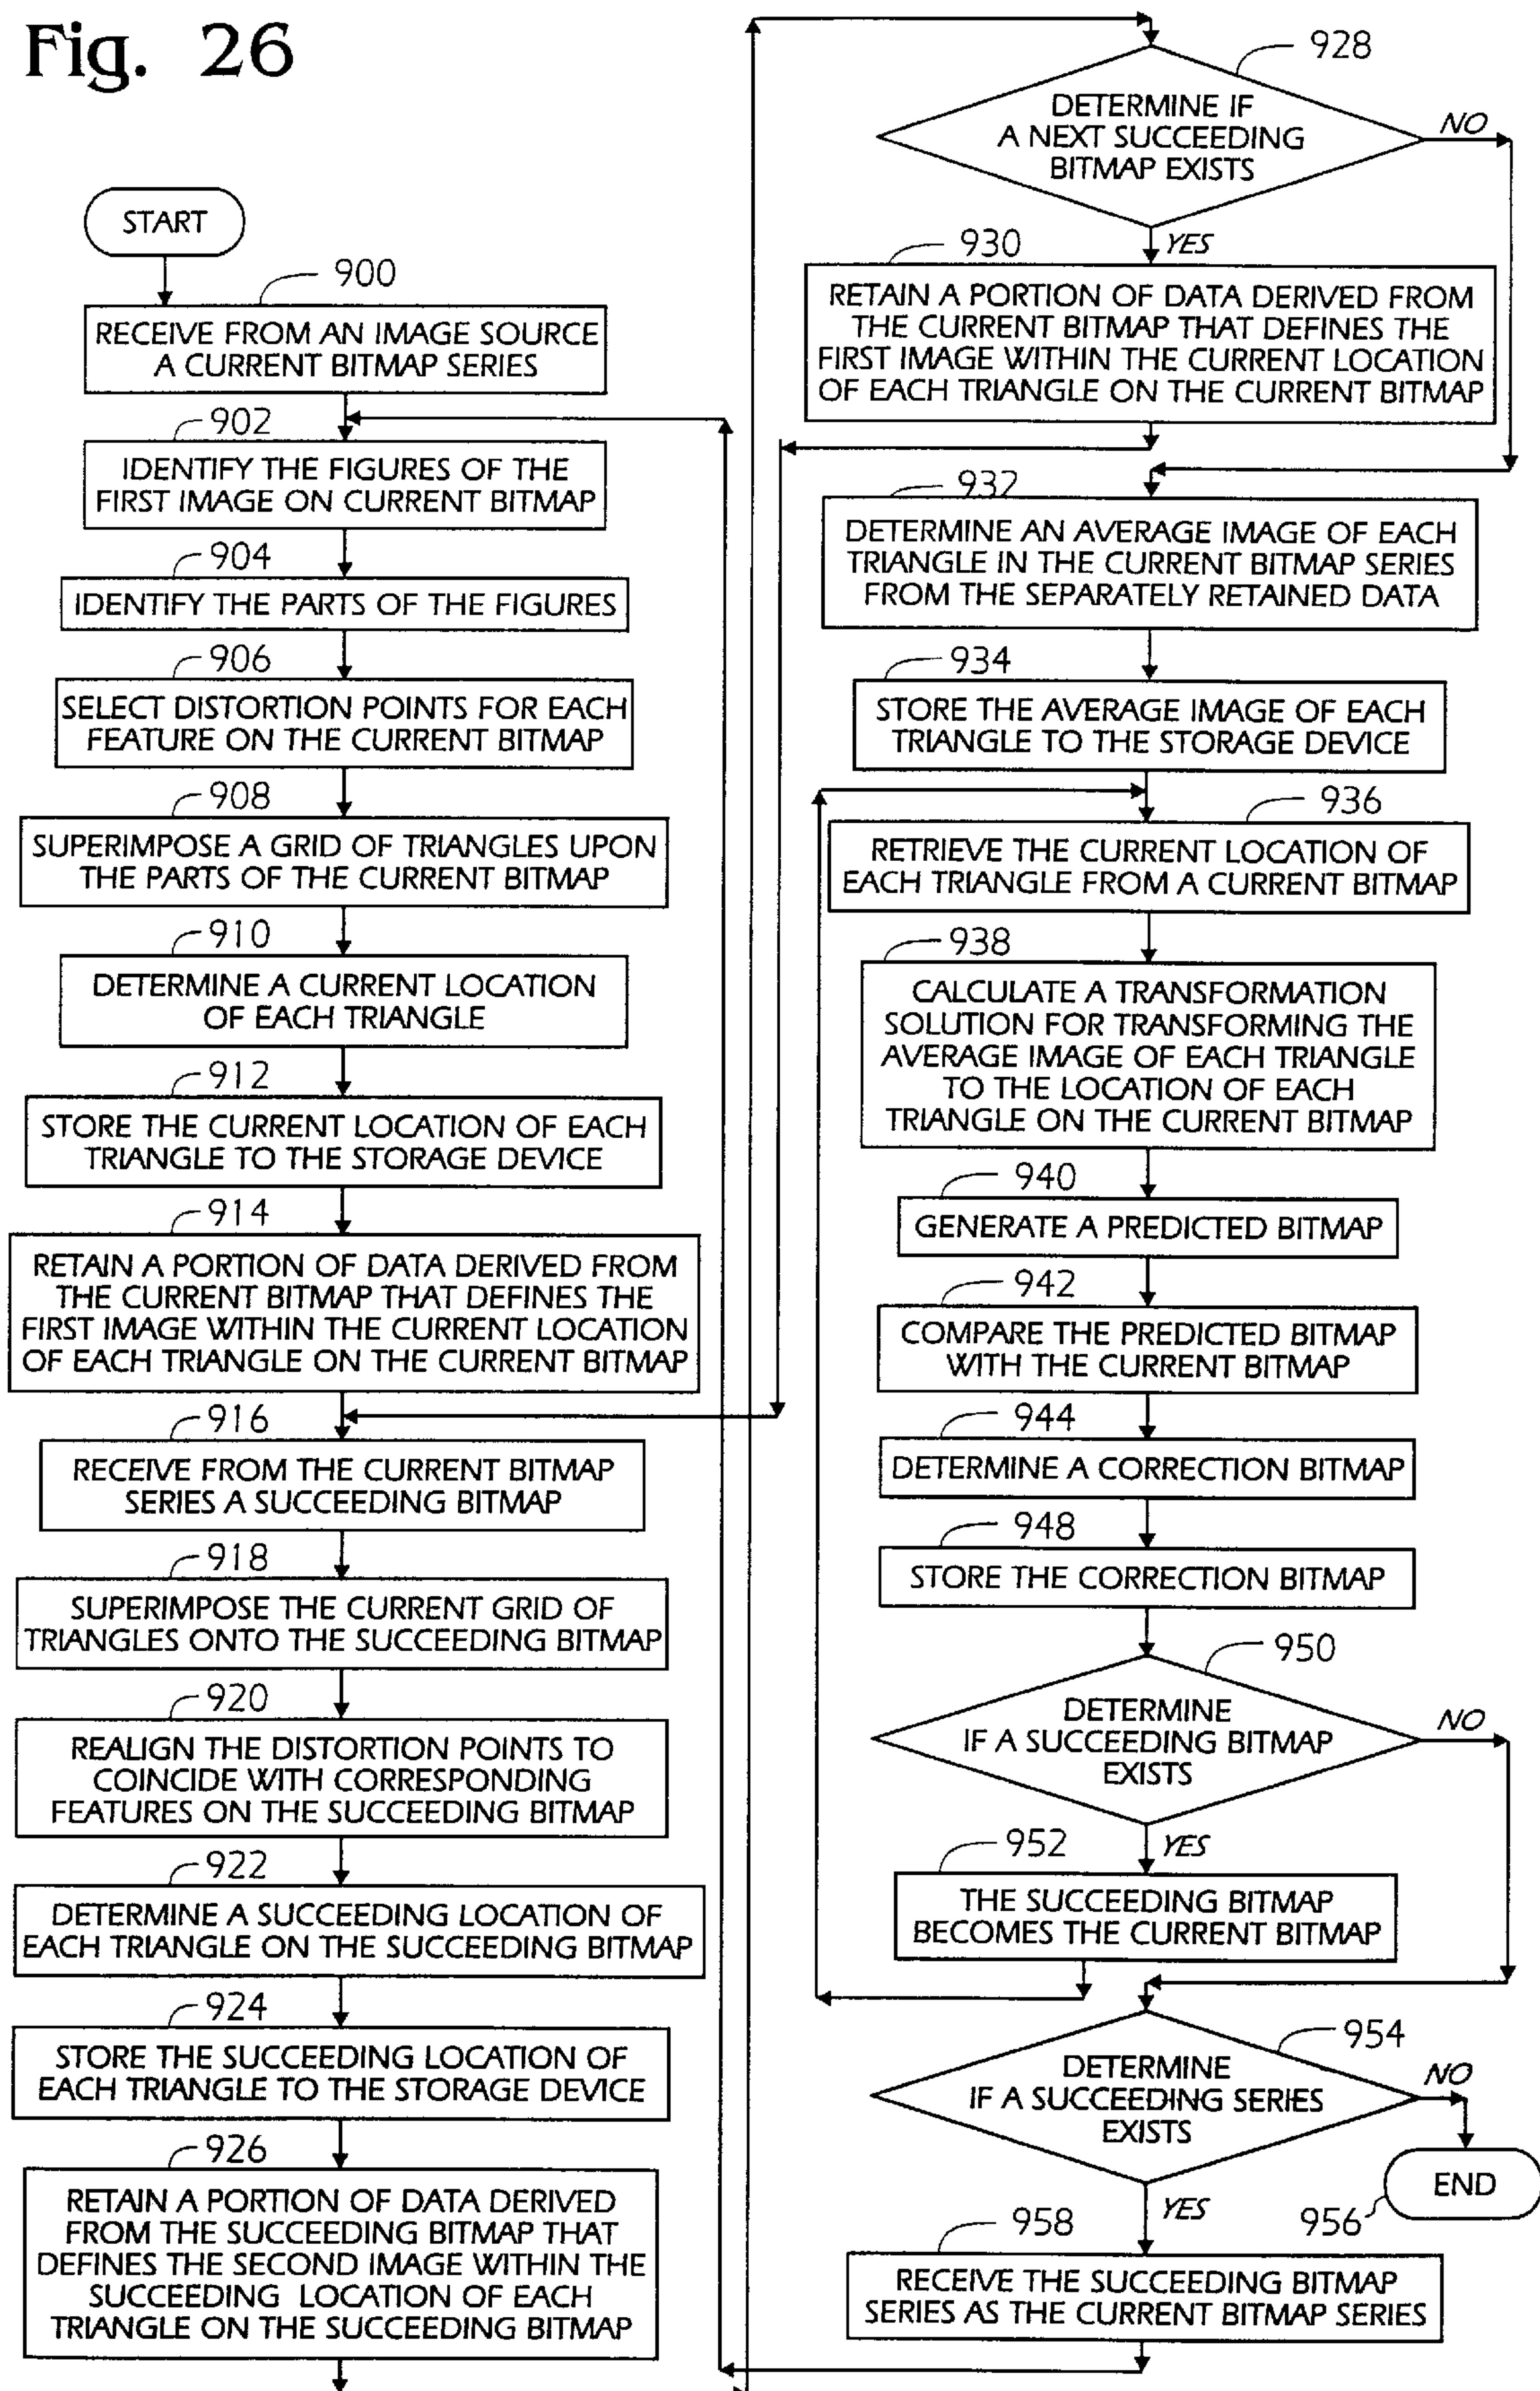 Fig. 26
START
900
RECEIVE FROM AN IMAGE SOURCE
A CURRENT BITMAP SERIES
902
IDENTIFY THE FIGURES OF THE
FIRST IMAGE ON CURRENT BITMAP
904
IDENTIFY THE PARTS OF THE FIGURES
906
SELECT DISTORTION POINTS FOR EACH
FEATURE ON THE CURRENT BITMAP
908
SUPERIMPOSE A GRID OF TRIANGLES UPON
THE PARTS OF THE CURRENT BITMAP
910
DETERMINE A CURRENT LOCATION
OF EACH TRIANGLE
912
STORE THE CURRENT LOCATION OF EACH
TRIANGLE TO THE STORAGE DEVICE
914
RETAIN A PORTION OF DATA DERIVED FROM
THE CURRENT BITMAP THAT DEFINES THE
FIRST IMAGE WITHIN THE CURRENT LOCATION
OF EACH TRIANGLE ON THE CURRENT BITMAP
916
RECEIVE FROM THE CURRENT BITMAP
SERIES A SUCCEEDING BITMAP
918
SUPERIMPOSE THE CURRENT GRID OF
TRIANGLES ONTO THE SUCCEEDING BITMAP
920
REALIGN THE DISTORTION POINTS TO
COINCIDE WITH CORRESPONDING
FEATURES ON THE SUCCEEDING BITMAP
922
DETERMINE A SUCCEEDING LOCATION OF
EACH TRIANGLE ON THE SUCCEEDING BITMAP
924
STORE THE SUCCEEDING LOCATION OF
EACH TRIANGLE TO THE STORAGE DEVICE
926
RETAIN A PORTION OF DATA DERIVED
FROM THE SUCCEEDING BITMAP THAT
DEFINES THE SECOND IMAGE WITHIN THE
SUCCEEDING LOCATION OF EACH
TRIANGLE ON THE SUCCEEDING BITMAP
928
DETERMINE IF
A NEXT SUCCEEDING
BITMAP EXISTS
NO
YES
930
RETAIN A PORTION OF DATA DERIVED FROM
THE CURRENT BITMAP THAT DEFINES THE
FIRST IMAGE WITHIN THE CURRENT LOCATION
OF EACH TRIANGLE ON THE CURRENT BITMAP
932
DETERMINE AN AVERAGE IMAGE OF EACH
TRIANGLE IN THE CURRENT BITMAP SERIES
FROM THE SEPARATELY RETAINED DATA
934
STORE THE AVERAGE IMAGE OF EACH
TRIANGLE TO THE STORAGE DEVICE
936
RETRIEVE THE CURRENT LOCATION OF
EACH TRIANGLE FROM A CURRENT BITMAP
938
CALCULATE A TRANSFORMATION
SOLUTION FOR TRANSFORMING THE
AVERAGE IMAGE OF EACH TRIANGLE
TO THE LOCATION OF EACH
TRIANGLE ON THE CURRENT BITMAP
940
GENERATE A PREDICTED BITMAP
942
COMPARE THE PREDICTED BITMAP
WITH THE CURRENT BITMAP
944
DETERMINE A CORRECTION BITMAP
948
STORE THE CORRECTION BITMAP
950
DETERMINE
IF A SUCCEEDING BITMAP
EXISTS
NO
YES
952
THE SUCCEEDING BITMAP
BECOMES THE CURRENT BITMAP
954
DETERMINE
IF A SUCCEEDING SERIES
EXISTS
NO
END
956
YES
958
RECEIVE THE SUCCEEDING BITMAP
SERIES AS THE CURRENT BITMAP SERIES